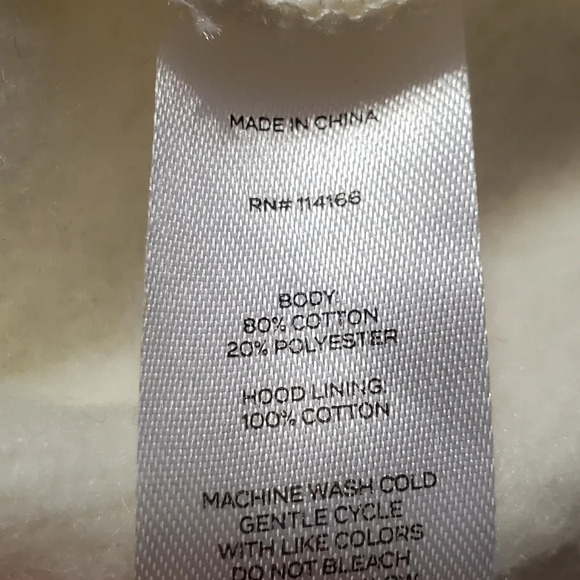 MADE IN CHINA
RN# 114166
BODY:
80% COTTON
20% POLYESTER
HOOD LINING:
100% COTTON
MACHINE WASH COLD
GENTLE CYCLE
WITH LIKE COLORS
DO NOT BLEACH